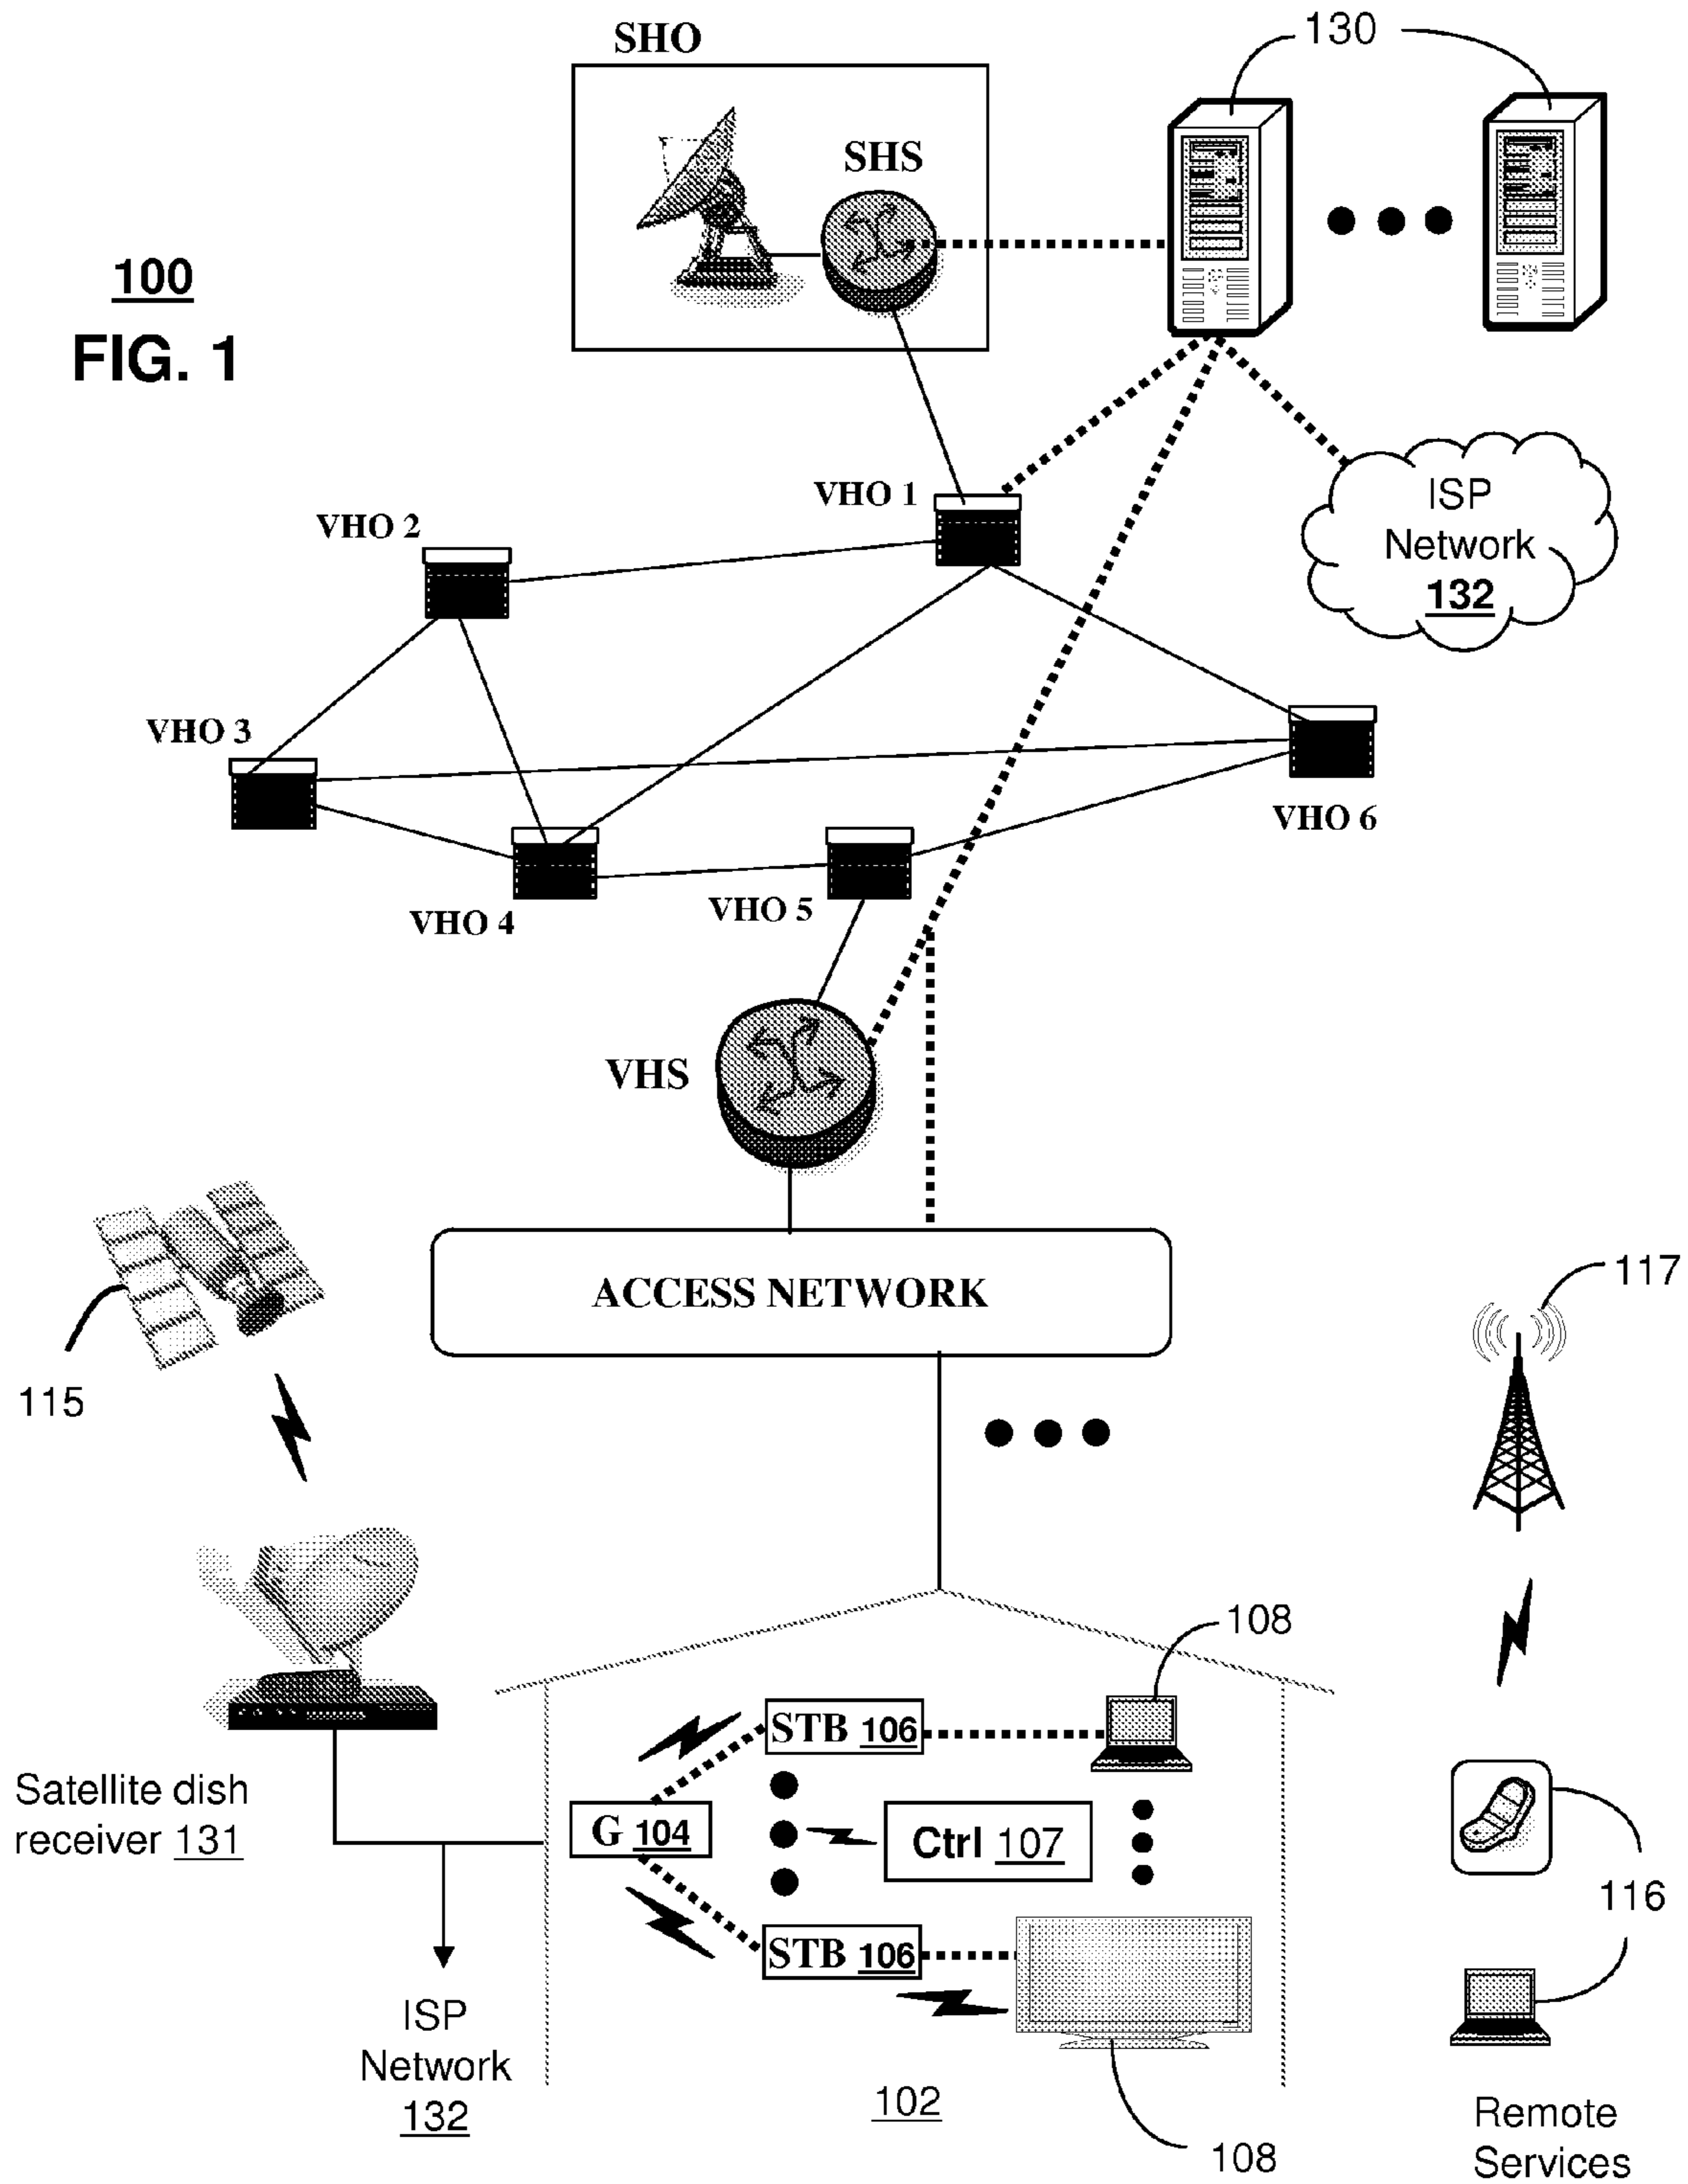 SHO
130
SHS
100
FIG. 1
ISP
Network
132
VHO 1
VHO 2
VHO 3
VHO 6
VHO 4
VHO 5
VHS
ACCESS NETWORK
117
115
108
STB 106
Satellite dish
receiver 131
G 104
Ctrl 107
116
STB 106
ISP
Network
132
102
108
Remote
Services